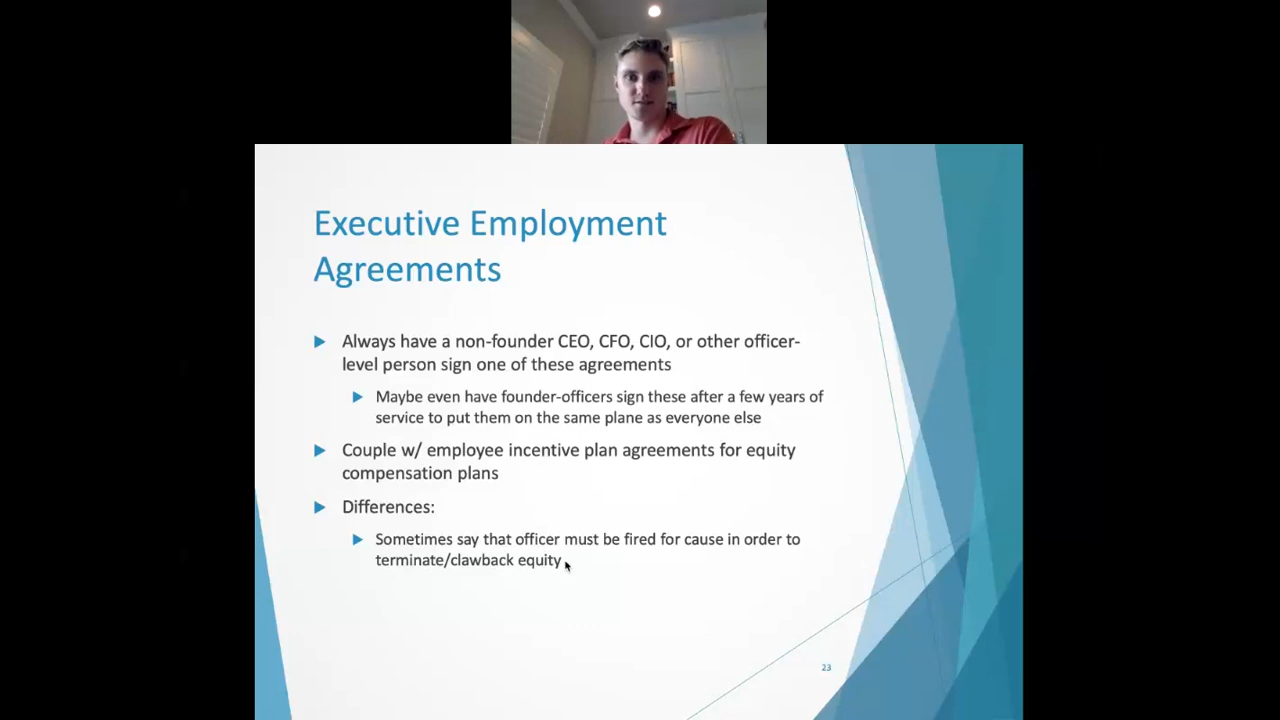 Executive Employment
Agreements
Always have a non-founder CEO, CFO, CIO, or other officer-
level person sign one of these agreements
Maybe even have founder-officers sign these after a few years of
service to put them on the same plane as everyone else
Couple w/ employee incentive plan agreements for equity
compensation plans
Differences:
Sometimes say that officer must be fired for cause in order to
terminate/clawback equity
23